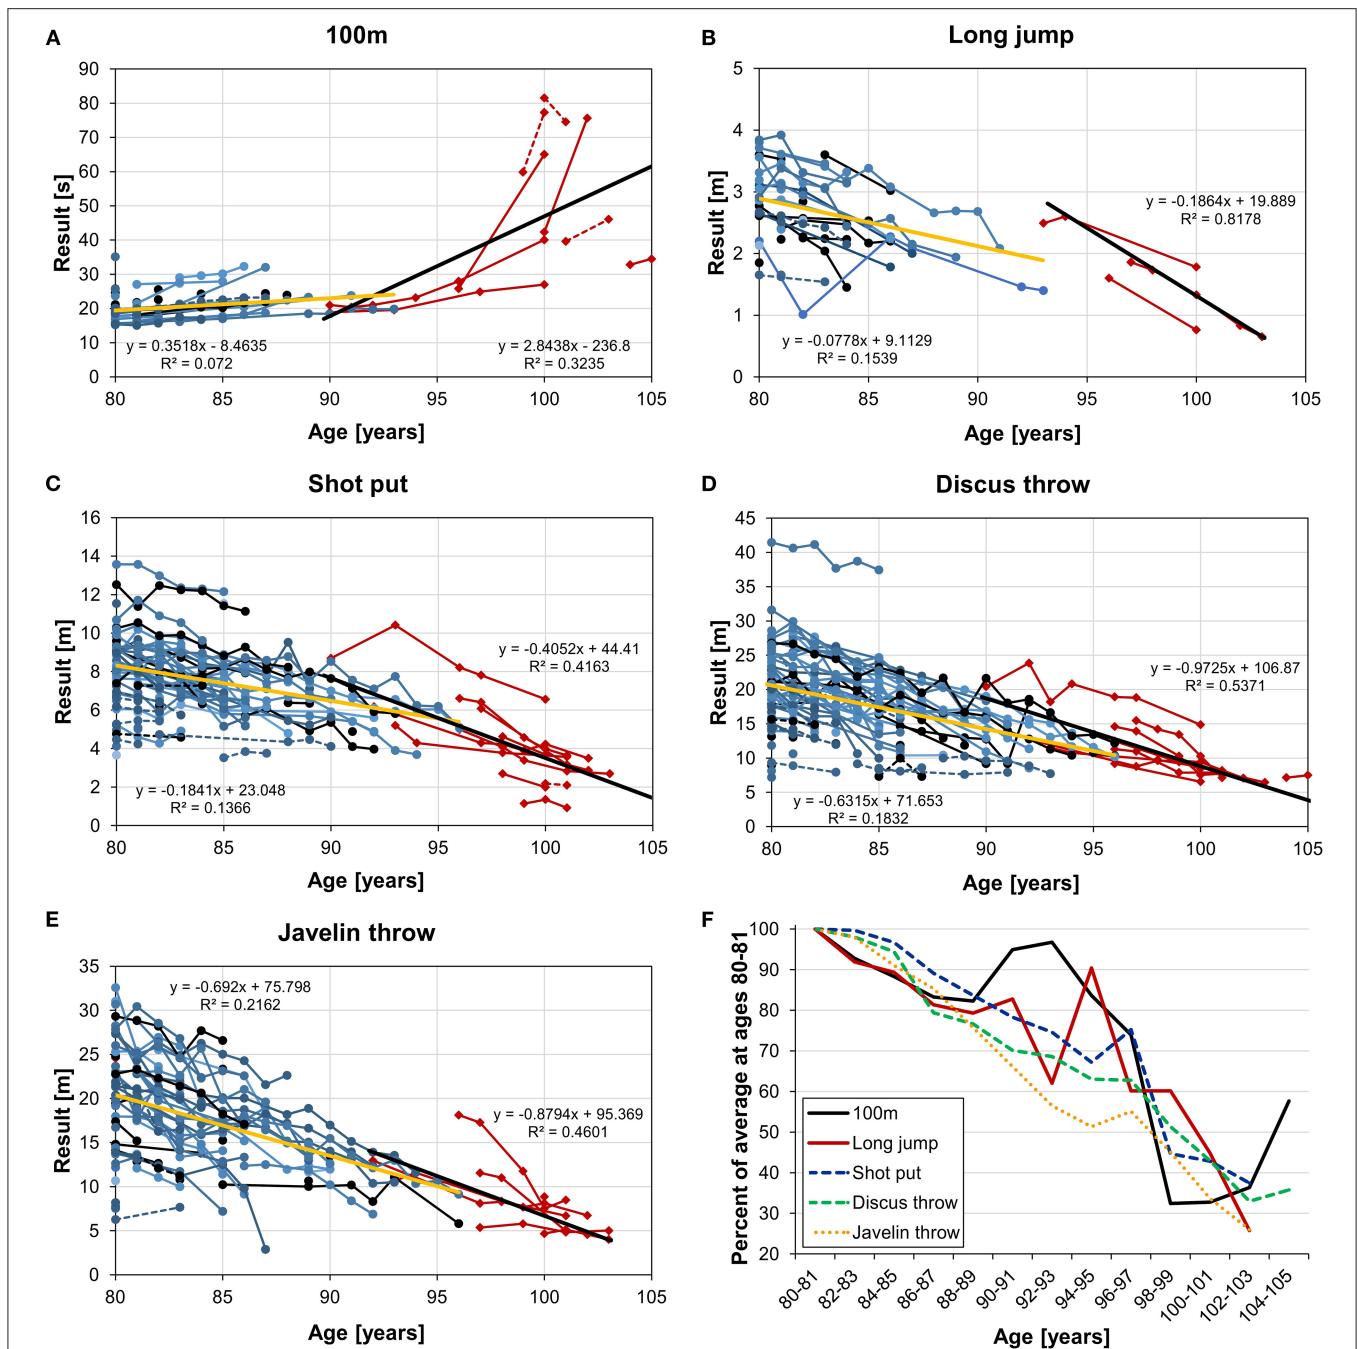 A
100m
90
80
70
60
50
40
30
20
10
0
Result [s]
y = 0.3518x - 8.4635
R² = 0.072
y = 2.8438x - 236.8
R² = 0.3235
80 85 90 95 100 105
Age [years]
B
Long jump
5
4
3
2
1
0
Result [m]
y = -0.1864x + 19.889
R² = 0.8178
y = -0.0778x + 9.1129
R² = 0.1539
80 85 90 95 100 105
Age [years]
C
Shot put
16
14
12
10
8
6
4
2
0
Result [m]
y = -0.4052x + 44.41
R² = 0.4163
y = -0.1841x + 23.048
R² = 0.1366
80 85 90 95 100 105
Age [years]
D
Discus throw
45
40
35
30
25
20
15
10
5
0
Result [m]
y = -0.9725x + 106.87
R² = 0.5371
y = -0.6315x + 71.653
R² = 0.1832
80 85 90 95 100 105
Age [years]
E
Javelin throw
35
30
25
20
15
10
5
0
Result [m]
y = -0.692x + 75.798
R² = 0.2162
y = -0.8794x + 95.369
R² = 0.4601
80 85 90 95 100 105
Age [years]
F
100
90
80
70
60
50
40
30
20
Percent of average at ages 80-81
100m
Long jump
Shot put
Discus throw
Javelin throw
80-81 82-83 84-85 86-87 88-89 90-91 92-93 94-95 96-97 98-99 100-101 102-103 104-105
Age [years]